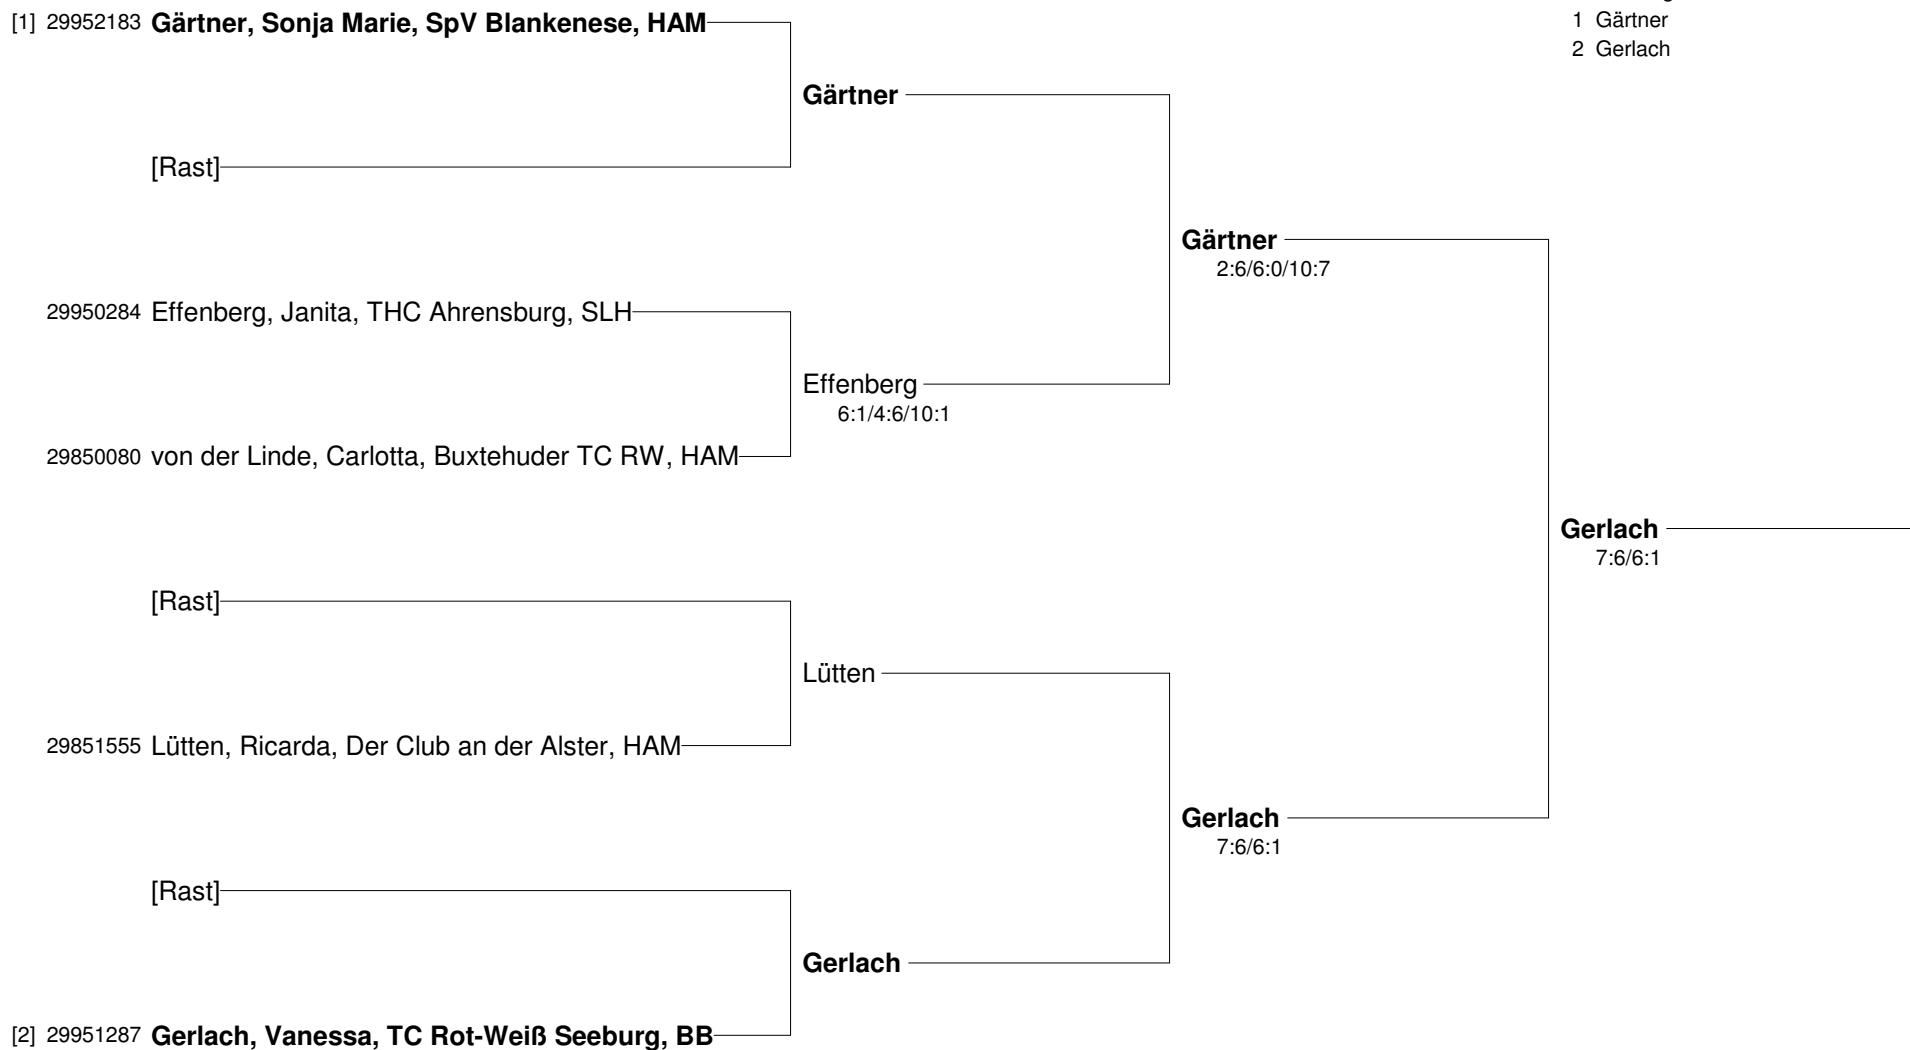 [1] 29952183 Gärtner, Sonja Marie, SpV Blankenese, HAM
1 Gärtner
2 Gerlach
Gärtner
[Rast]
Gärtner
2:6/6:0/10:7
29950284 Effenberg, Janita, THC Ahrensburg, SLH
Effenberg
6:1/4:6/10:1
29850080 von der Linde, Carlotta, Buxtehuder TC RW, HAM
Gerlach
7:6/6:1
[Rast]
Lütten
29851555 Lütten, Ricarda, Der Club an der Alster, HAM
Gerlach
7:6/6:1
[Rast]
Gerlach
[2] 29951287 Gerlach, Vanessa, TC Rot-Weiß Seeburg, BB